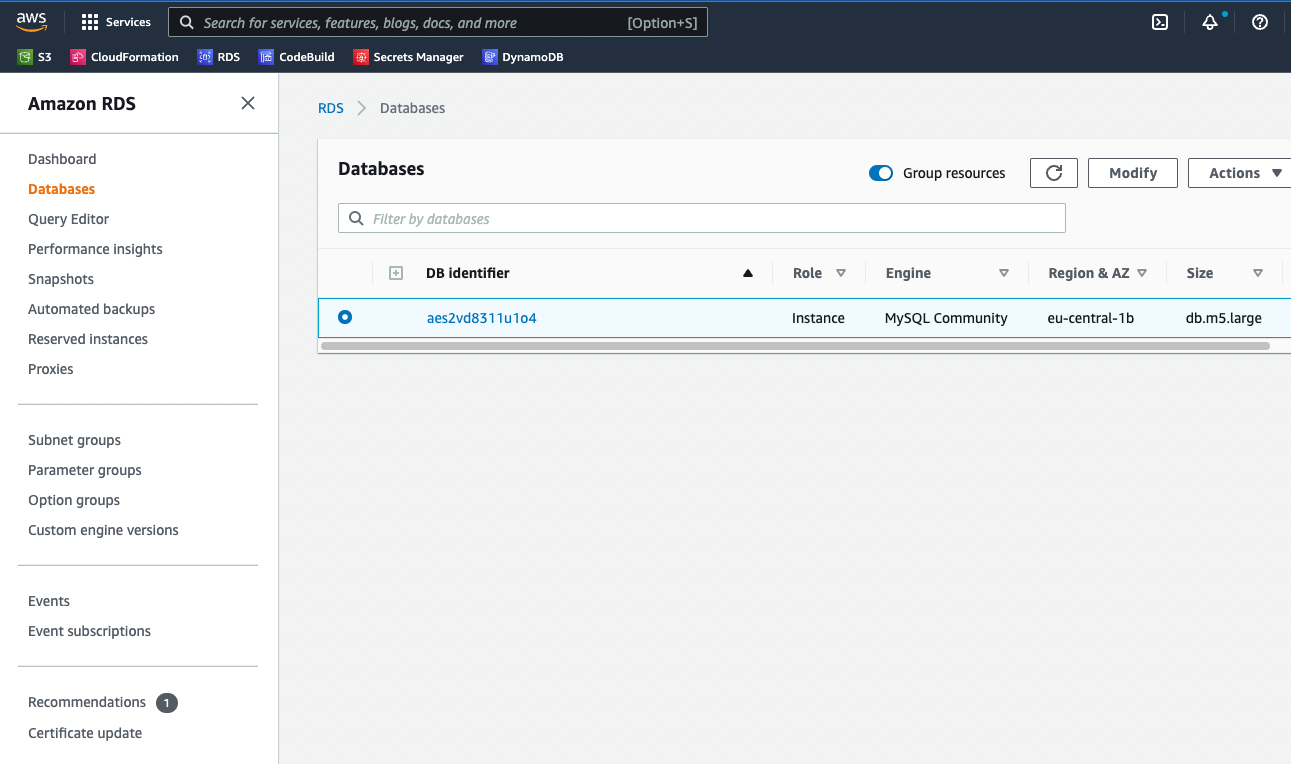 aws
Services
Search for services, features, blogs, docs, and more [Option+S]
S3 CloudFormation RDS CodeBuild Secrets Manager DynamoDB
Amazon RDS
Dashboard
Databases
Query Editor
Performance insights
Snapshots
Automated backups
Reserved instances
Proxies
Subnet groups
Parameter groups
Option groups
Custom engine versions
Events
Event subscriptions
Recommendations 1
Certificate update
RDS Databases
Databases
Group resources
Modify
Actions
Filter by databases
DB identifier Role Engine Region & AZ Size
aes2vd8311u1o4 Instance MySQL Community eu-central-1b db.m5.large